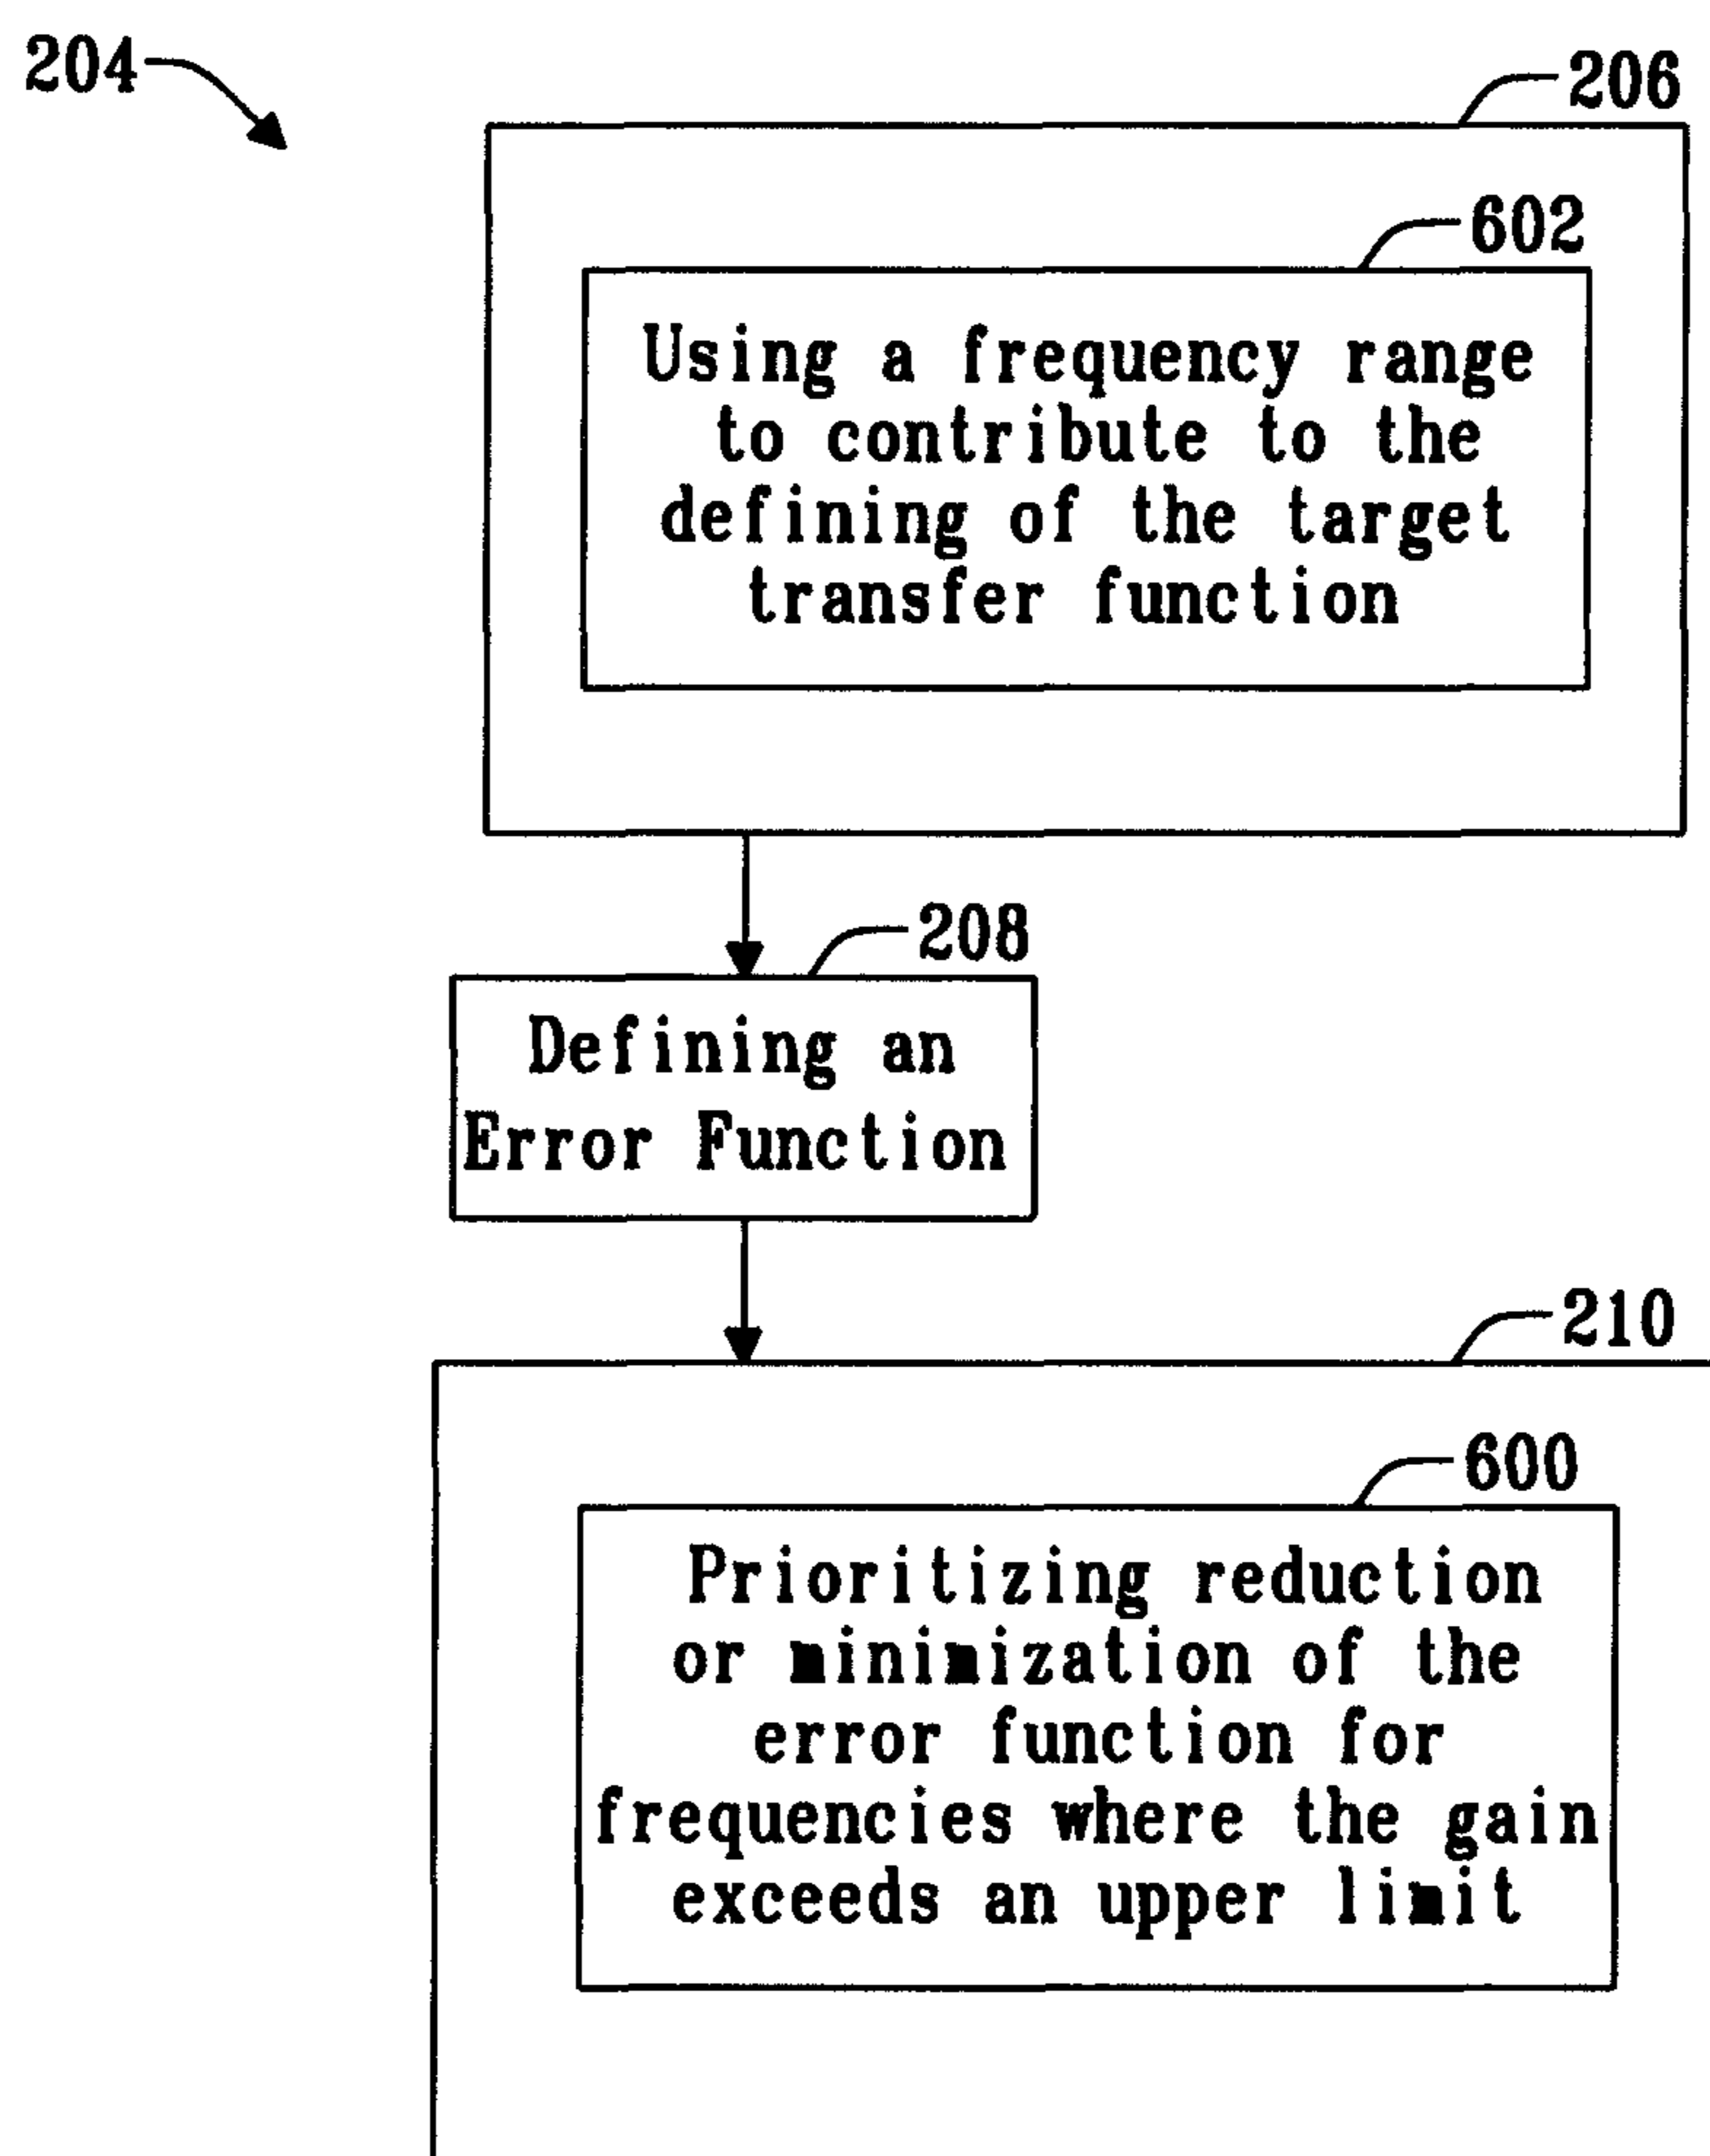 204
206
602
Using a frequency range
to contribute to the
defining of the target
transfer function
208
Defining an
Error Function
210
600
Prioritizing reduction
or minimization of the
error function for
frequencies where the gain
exceeds an upper limit